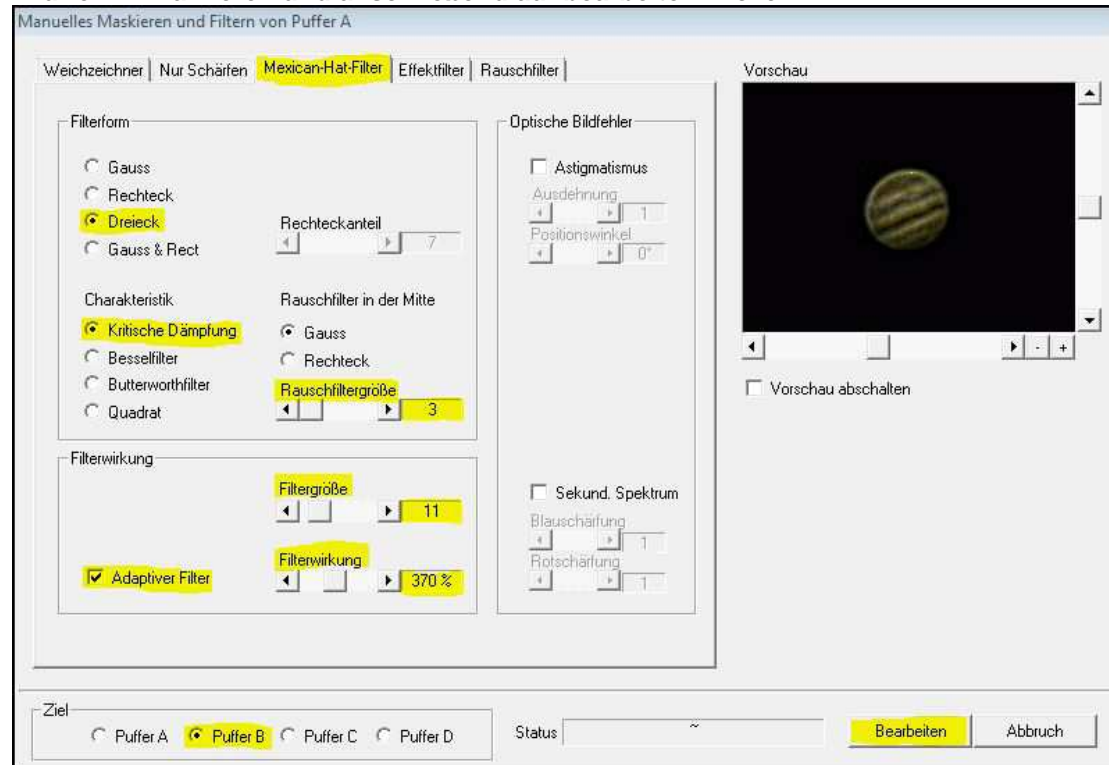 Manuelles Maskieren und Filtern von Puffer A
Weichzeichner Nur Schärfen Mexican-Hat-Filter Effektfilter Rauschfilter
Vorschau
Filterform
Gauss
Rechteck
Dreieck
Gauss & Rect
Rechteckanteil
7
Charakteristik
Kritische Dämpfung
Besselfilter
Butterworthfilter
Quadrat
Rauschfilter in der Mitte
Gauss
Rechteck
Rauschfiltergröße
3
Optische Bildfehler
Astigmatismus
Ausdehnung
1
Positionswinkel
0°
- +
Vorschau abschalten
Filterwirkung
Filtergröße
11
Adaptiver Filter
Filterwirkung
370 %
Sekund. Spektrum
Blauschärfung
1
Rotschärfung
1
Ziel
Puffer A Puffer B Puffer C Puffer D
Status ~
Bearbeiten Abbruch